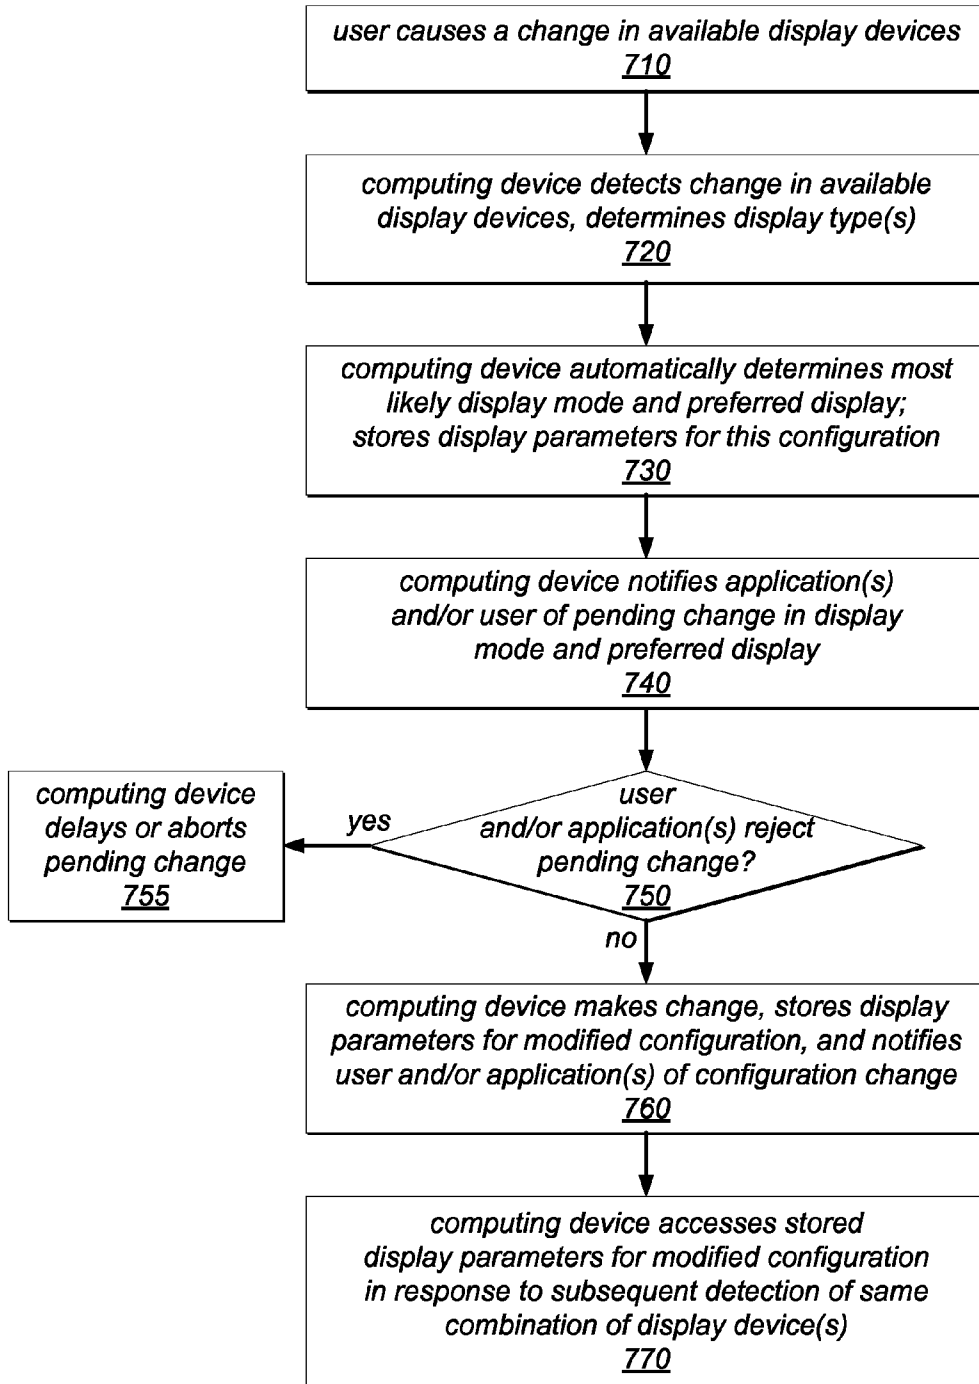 user causes a change in available display devices
710
computing device detects change in available
display devices, determines display type(s)
720
computing device automatically determines most
likely display mode and preferred display;
stores display parameters for this configuration
730
computing device notifies application(s)
and/or user of pending change in display
mode and preferred display
740
user
and/or application(s) reject
pending change?
750
yes
computing device
delays or aborts
pending change
755
no
computing device makes change, stores display
parameters for modified configuration, and notifies
user and/or application(s) of configuration change
760
computing device accesses stored
display parameters for modified configuration
in response to subsequent detection of same
combination of display device(s)
770